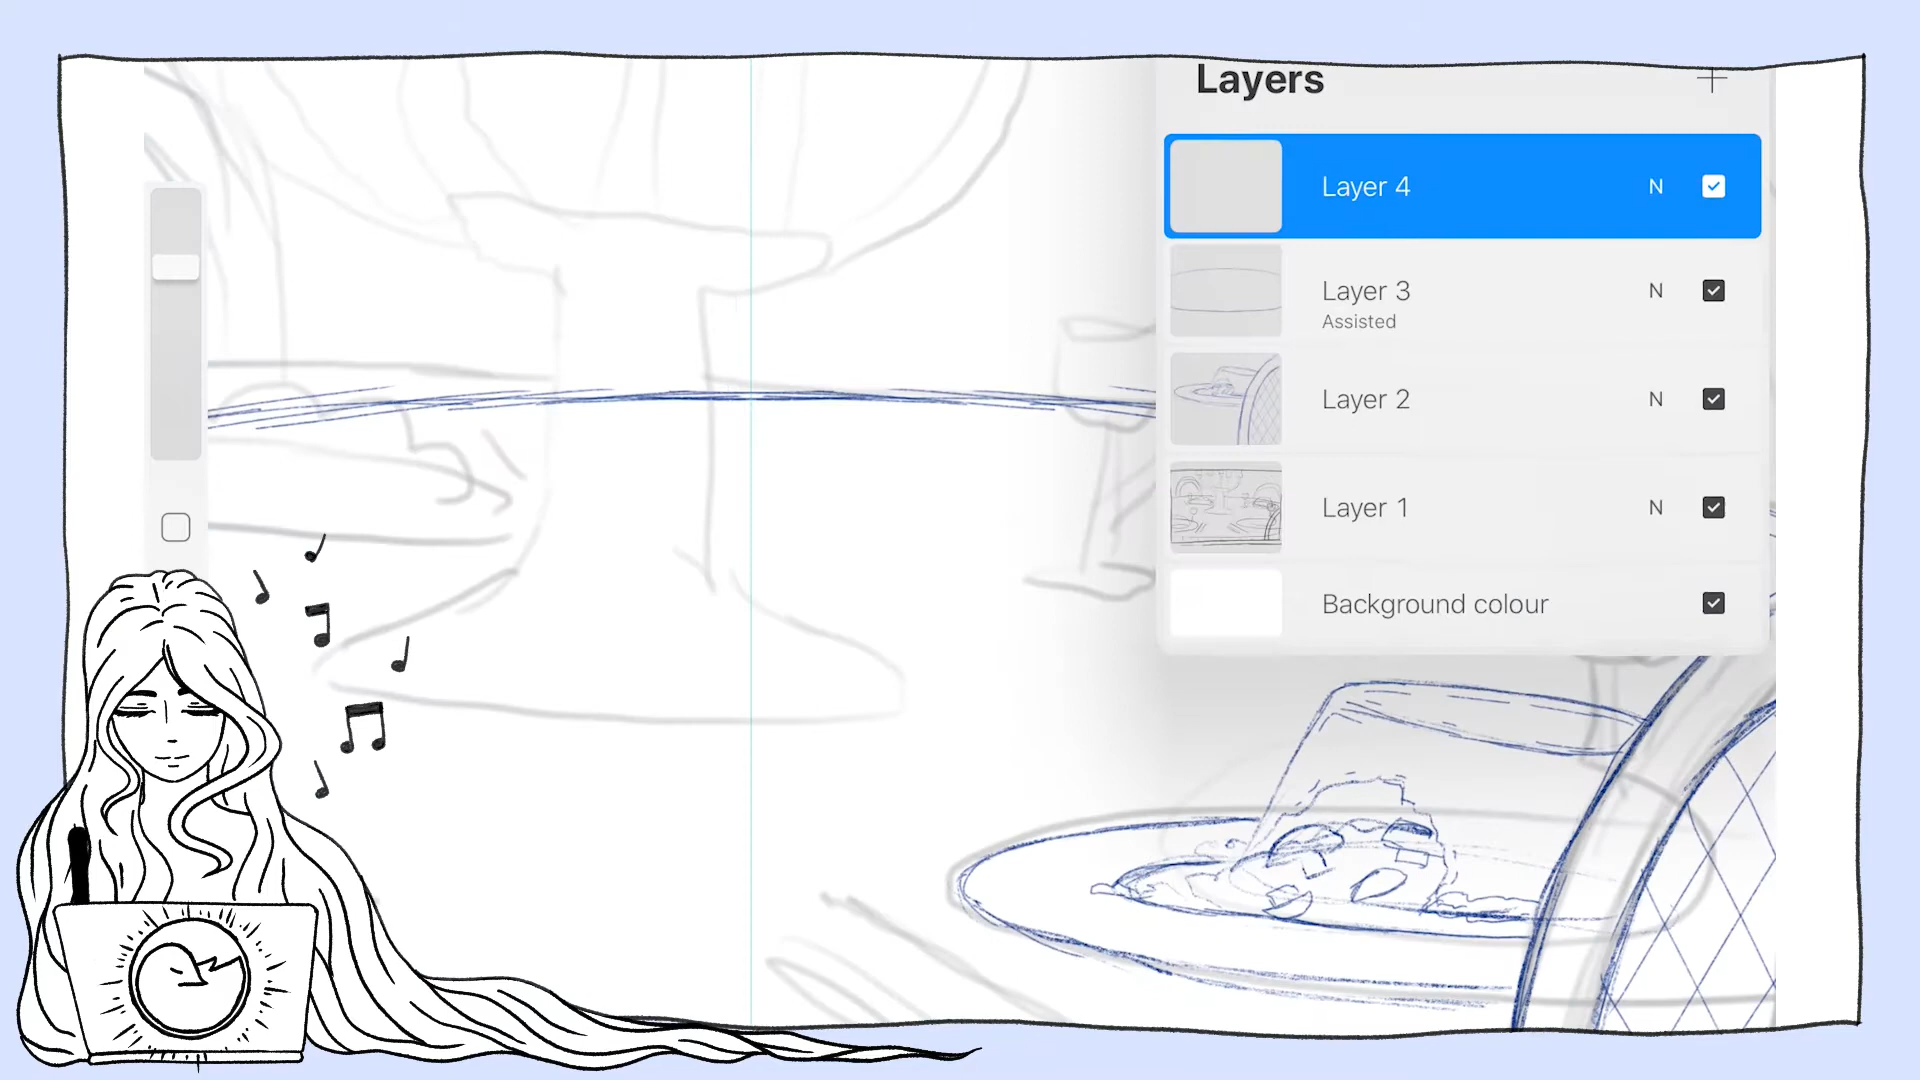 Layers
Layer 4 N
Layer 3 N
Assisted
Layer 2 N
Layer 1 N
Background colour